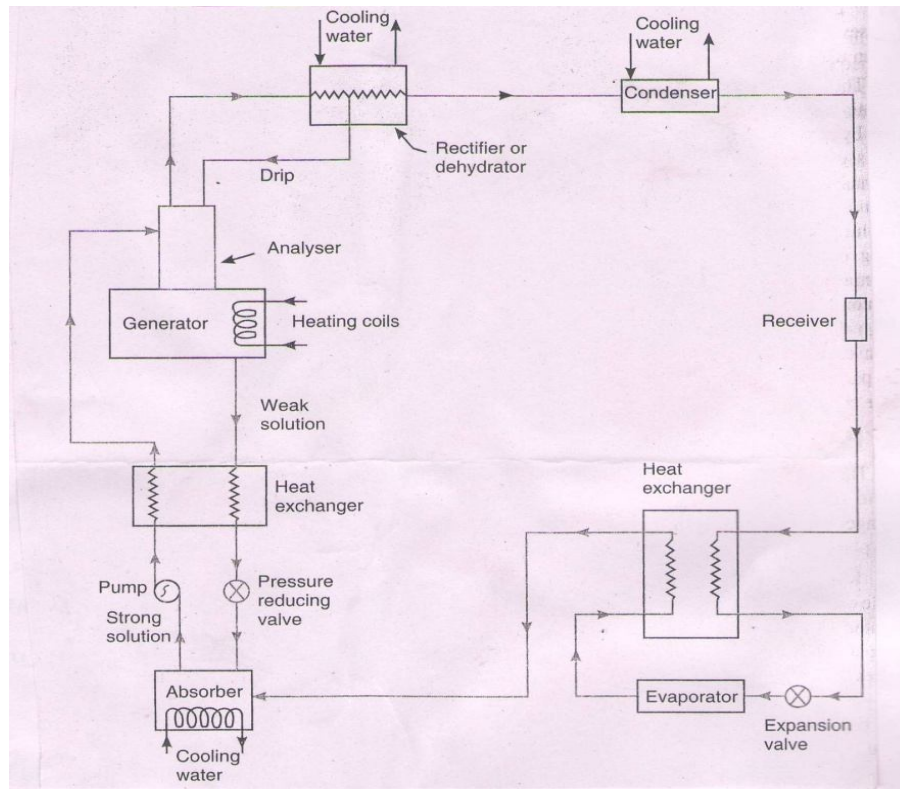 Cooling
water
Cooling
water
Condenser
Rectifier or
dehydrator
Drip
Analyser
Generator
Heating coils
Receiver
Weak
solution
Heat
exchanger
Heat
exchanger
Pump
Strong
solution
Pressure
reducing
valve
Absorber
Evaporator
Expansion
valve
Cooling
water